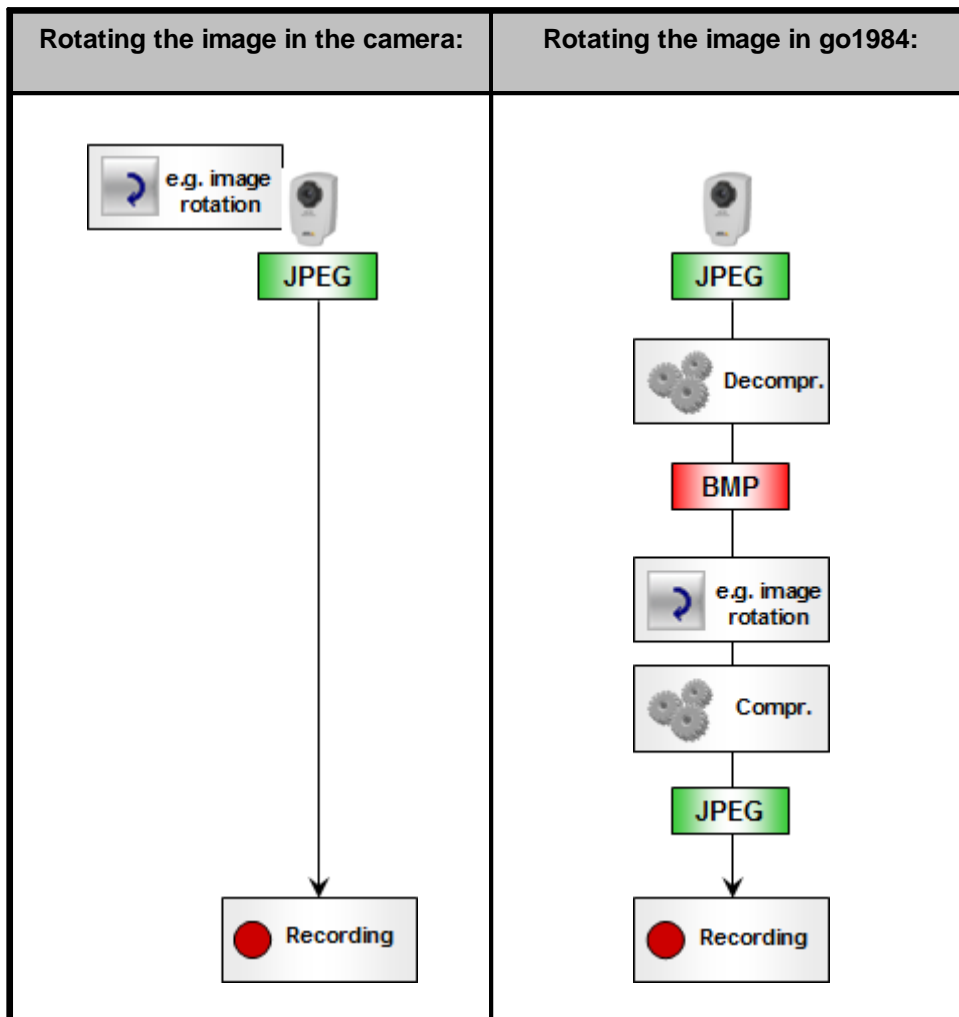 Rotating the image in the camera:
Rotating the image in go1984:
e.g. image
rotation
JPEG
Recording
JPEG
Decompr.
BMP
e.g. image
rotation
Compr.
JPEG
Recording